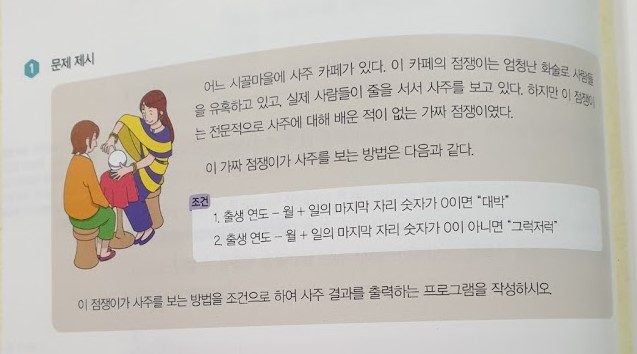 1 문제 제시
어느 시골마을에 사주 카페가 있다. 이 카페의 점쟁이는 엄청난 화술로 사람들
을 유혹하고 있고, 실제 사람들이 줄을 서서 사주를 보고 있다. 하지만 이 점쟁이
는 전문적으로 사주에 대해 배운 적이 없는 가짜 점쟁이였다.
이 가짜 점쟁이가 사주를 보는 방법은 다음과 같다.
조건
1. 출생 연도 - 월 + 일의 마지막 자리 숫자가 0이면 "대박"
2. 출생 연도 - 월 + 일의 마지막 자리 숫자가 0이 아니면 "그럭저럭"
이 점쟁이가 사주를 보는 방법을 조건으로 하여 사주 결과를 출력하는 프로그램을 작성하시오.